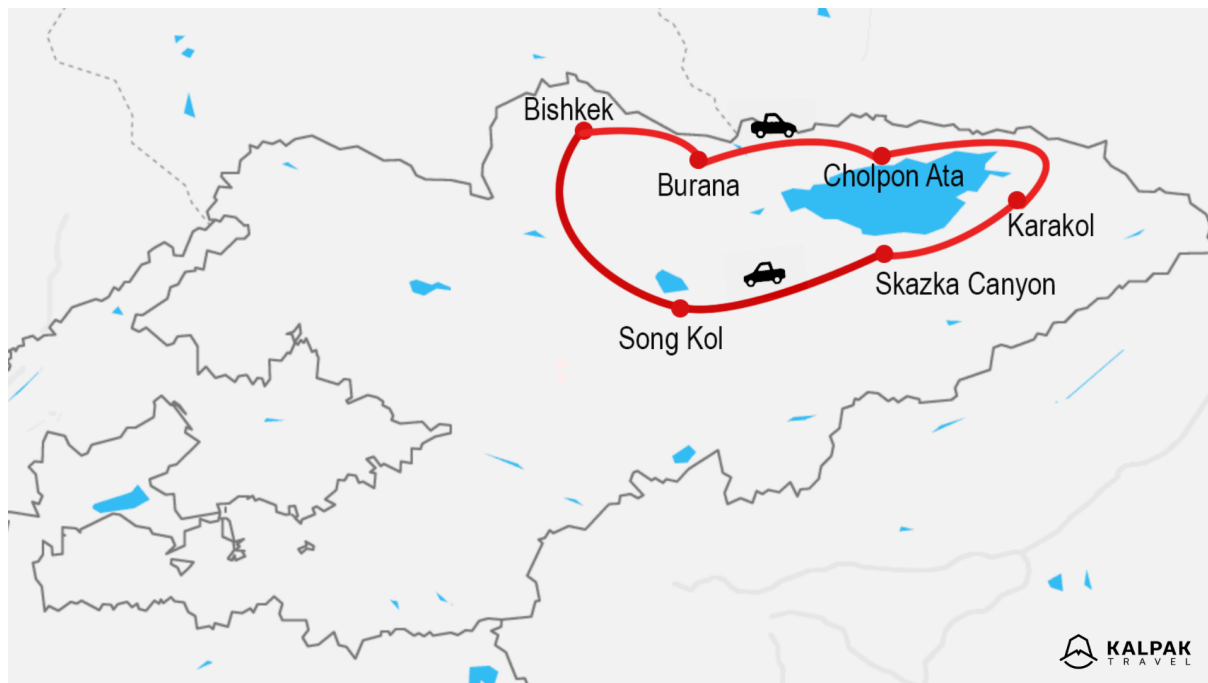 Bishkek
Burana
Cholpon Ata
Karakol
Skazka Canyon
Song Kol
KALPAK
TRAVEL